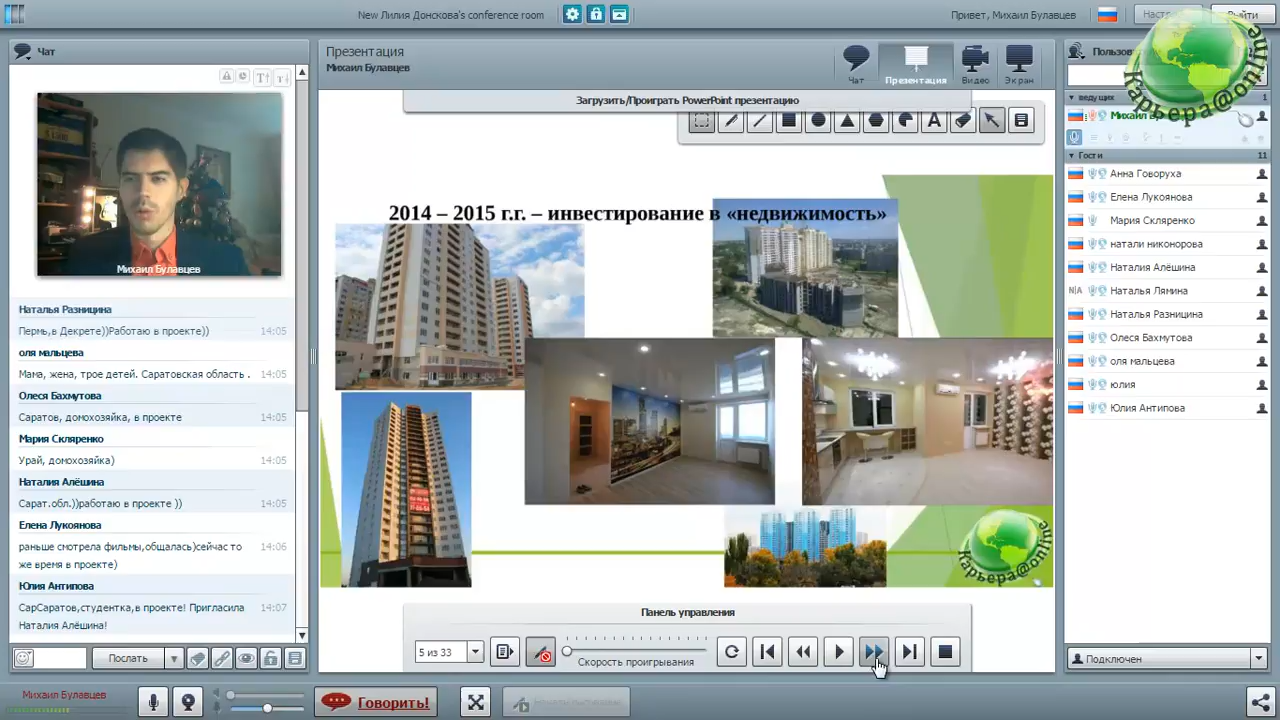 New Лилия Донскова's conference room
Привет, Михаил Булавцев
Выйти
Чат
Михаил Булавцев
Наталья Разницина
Пермь,в Декрете))Работаю в проекте))
14:05
оля мальцева
Мама, жена, трое детей. Саратовская область .
14:05
Олеся Бахмутова
Саратов, домохозяйка, в проекте
14:05
Мария Скляренко
Урай, домохозяйка)
14:05
Наталия Алёшина
Сарат.обл.))работаю в проекте ))
14:05
Елена Лукоянова
раньше смотрела фильмы,общалась)сейчас то
же время в проекте)
14:06
Юлия Антипова
СарСаратов,студентка,в проекте! Пригласила
Наталия Алёшина!
14:07
Послать
Презентация
Михаил Булавцев
Чат
Презентация
Видео
Экран
Загрузить/Проиграть PowerPoint презентацию
A
2014 – 2015 г.г. – инвестирование в «недвижимость»
Карьера@online
Панель управления
5 из 33
Скорость проигрывания
Карьера@online
ведущих
1
Гости
11
Анна Говоруха
Елена Лукоянова
Мария Скляренко
натали никонорова
Наталия Алёшина
N/A Наталья Лямина
Наталья Разницина
Олеся Бахмутова
оля мальцева
юлия
Юлия Антипова
Подключен
Михаил Булавцев
Говорить!